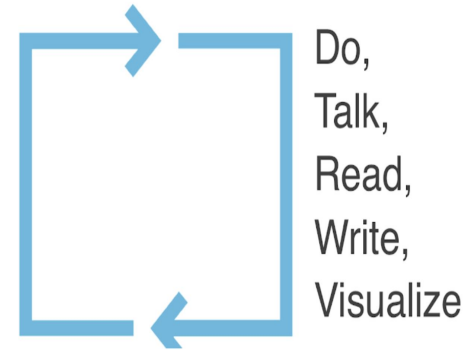 Do,
Talk,
Read,
Write,
Visualize